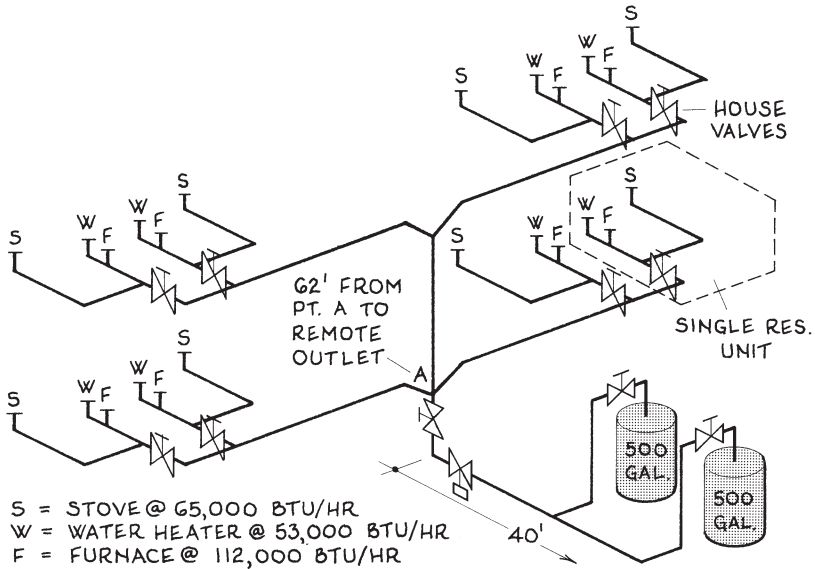 S
W
F
W
F
S
HOUSE
VALVES
S
W
F
W
F
S
S
W
F
W
F
S
62' FROM
PT. A TO
REMOTE
OUTLET
A
SINGLE RES.
UNIT
S
W
F
W
F
S
500
GAL.
500
GAL.
40'
S = STOVE @ 65,000 BTU/HR
W = WATER HEATER @ 53,000 BTU/HR
F = FURNACE @ 112,000 BTU/HR